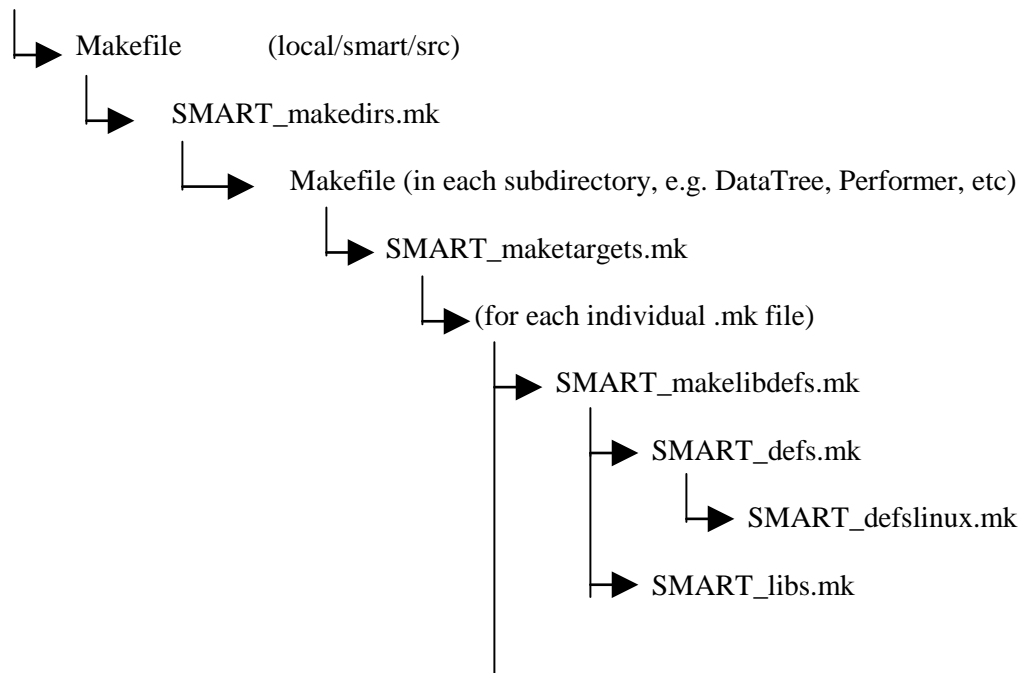 Makefile (local/smart/src)
SMART_makedirs.mk
Makefile (in each subdirectory, e.g. DataTree, Performer, etc)
SMART_maketargets.mk
(for each individual .mk file)
SMART_makelibdefs.mk
SMART_defs.mk
SMART_defslinux.mk
SMART_libs.mk